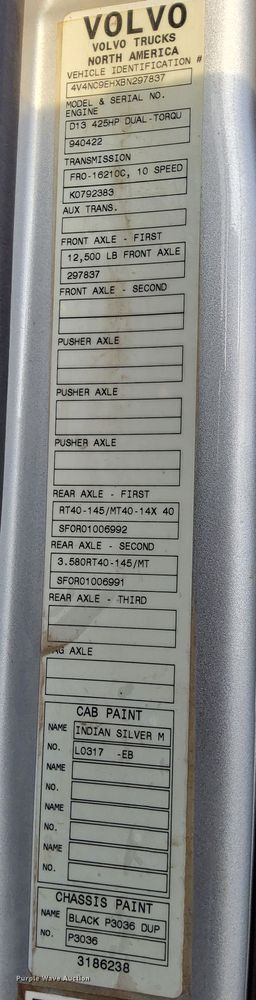 VOLVO
VOLVO TRUCKS
NORTH AMERICA
VEHICLE IDENTIFICATION #
4V4NC9EHXBN297837
MODEL & SERIAL NO.
ENGINE
D13 425HP DUAL-TORQU
940422
TRANSMISSION
FRO-16210C, 10 SPEED
K0792383
AUX TRANS.
FRONT AXLE - FIRST
12,500 LB FRONT AXLE
297837
FRONT AXLE - SECOND
PUSHER AXLE
PUSHER AXLE
PUSHER AXLE
REAR AXLE - FIRST
RT40-145/MT40-14X 40
SF0R01006992
REAR AXLE - SECOND
3.580RT40-145/MT
SF0R01006991
REAR AXLE - THIRD
AG AXLE
CAB PAINT
NAME INDIAN SILVER M
NO. L0317 -EB
NAME
NO.
NAME
NO.
NAME
NO.
CHASSIS PAINT
NAME BLACK P3036 DUP
NO. P3036
3186238
Purple Wave Auction